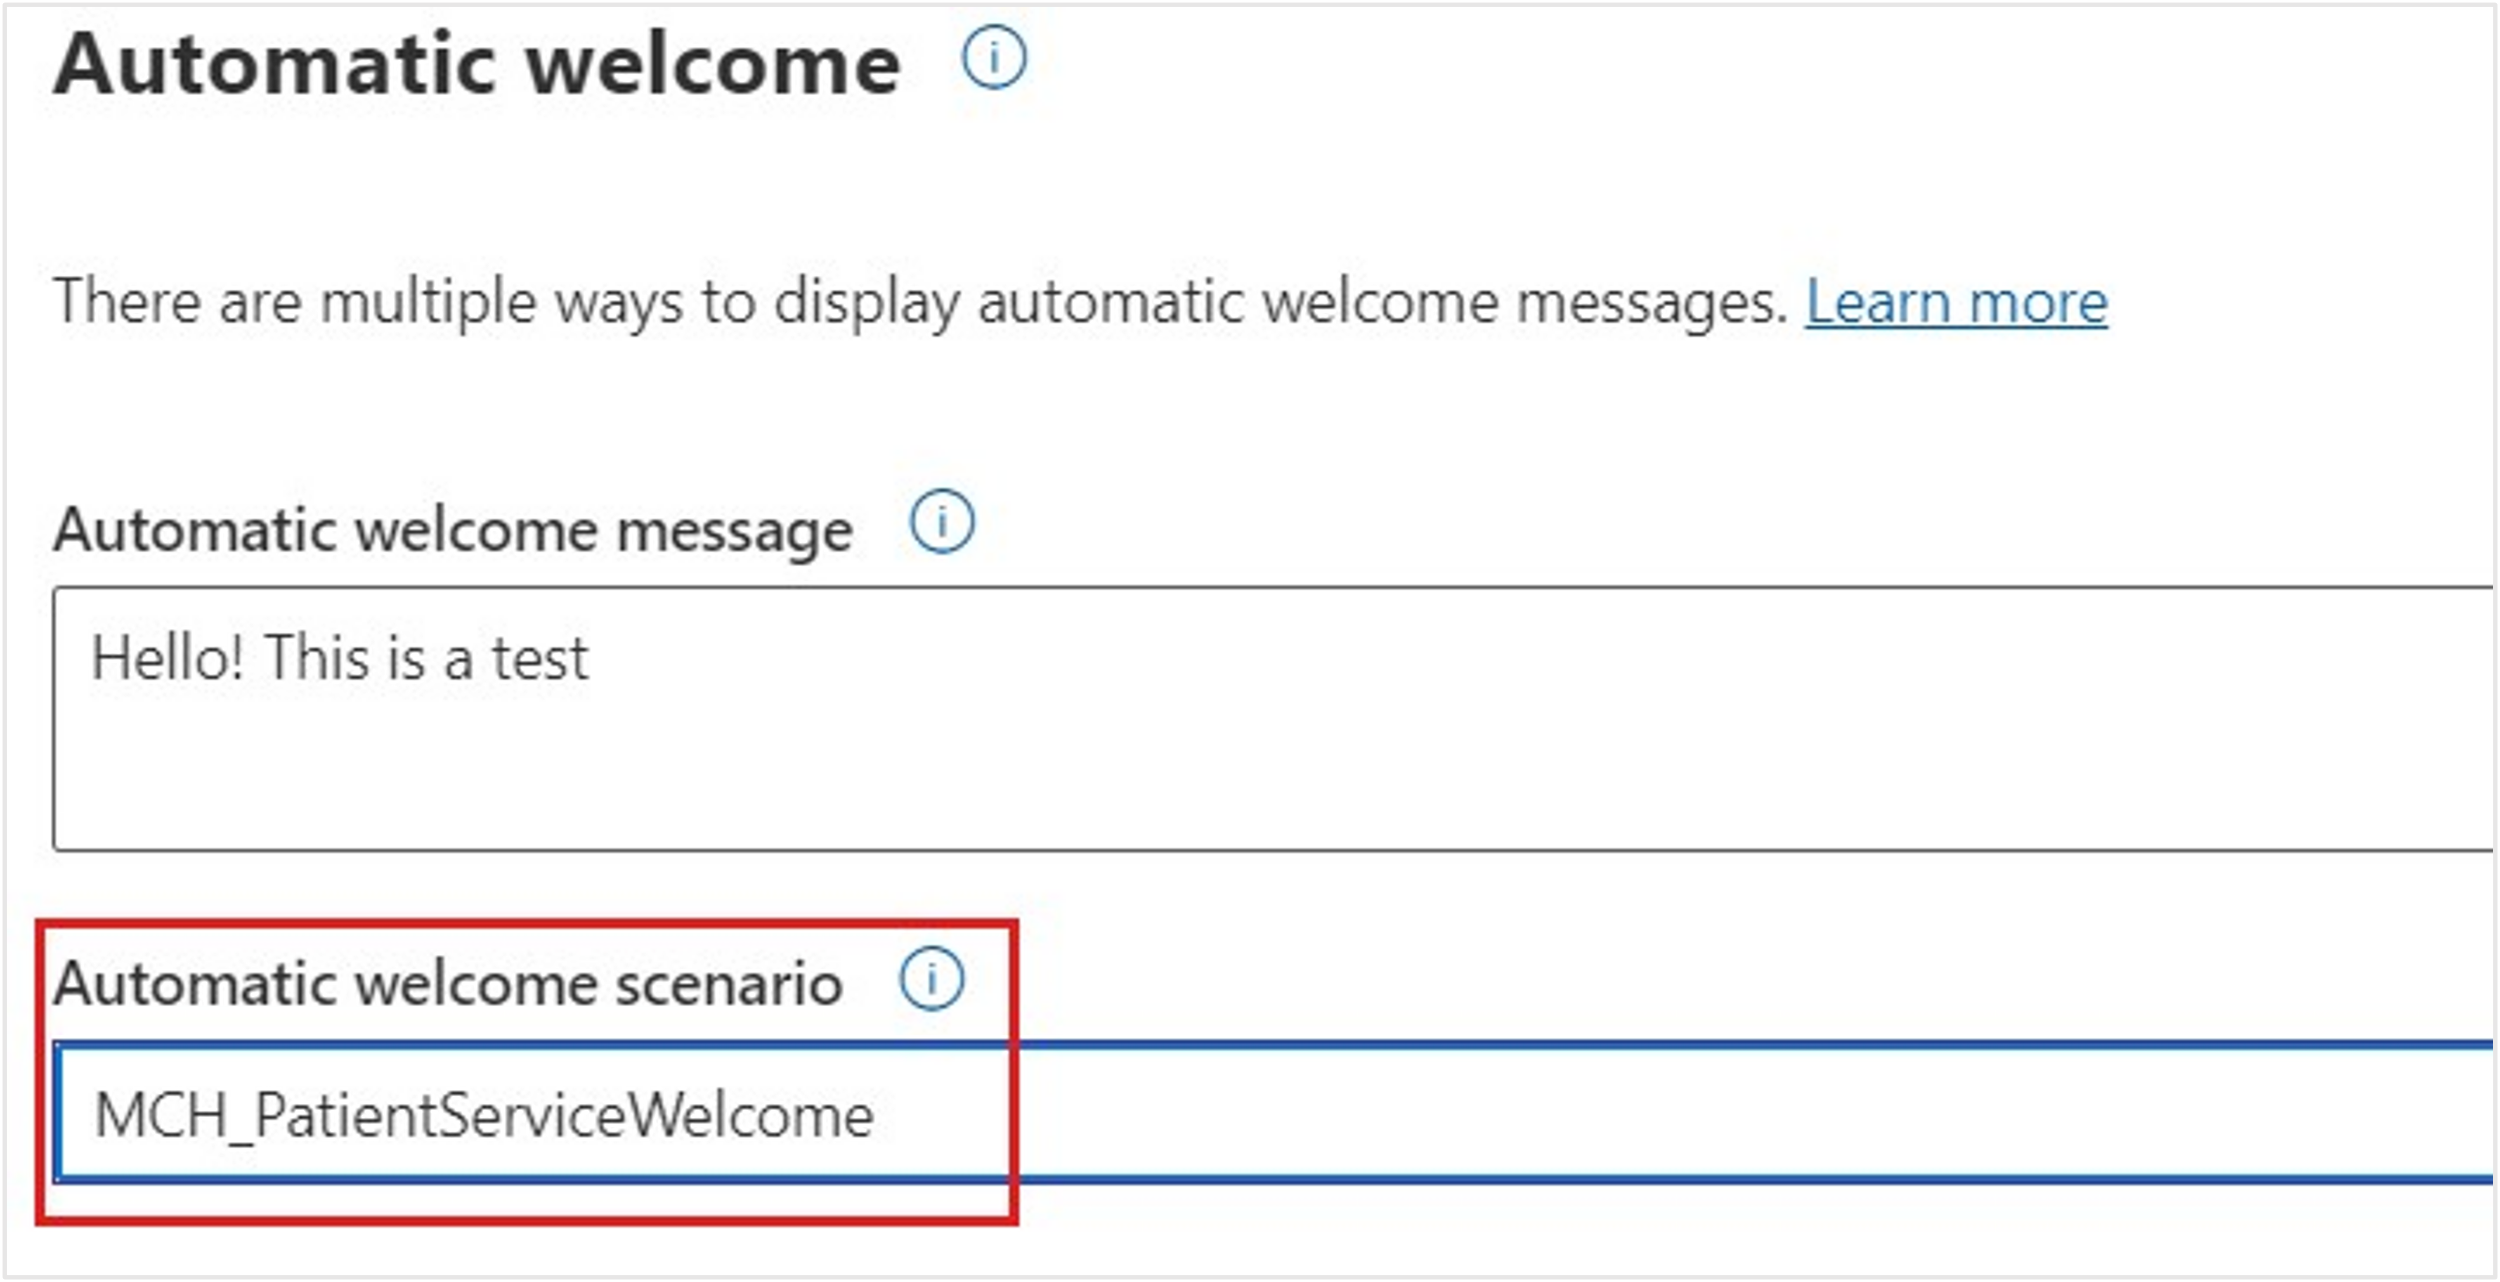 Automatic welcome
There are multiple ways to display automatic welcome messages. Learn more
Automatic welcome message
Hello! This is a test
Automatic welcome scenario
MCH_PatientServiceWelcome